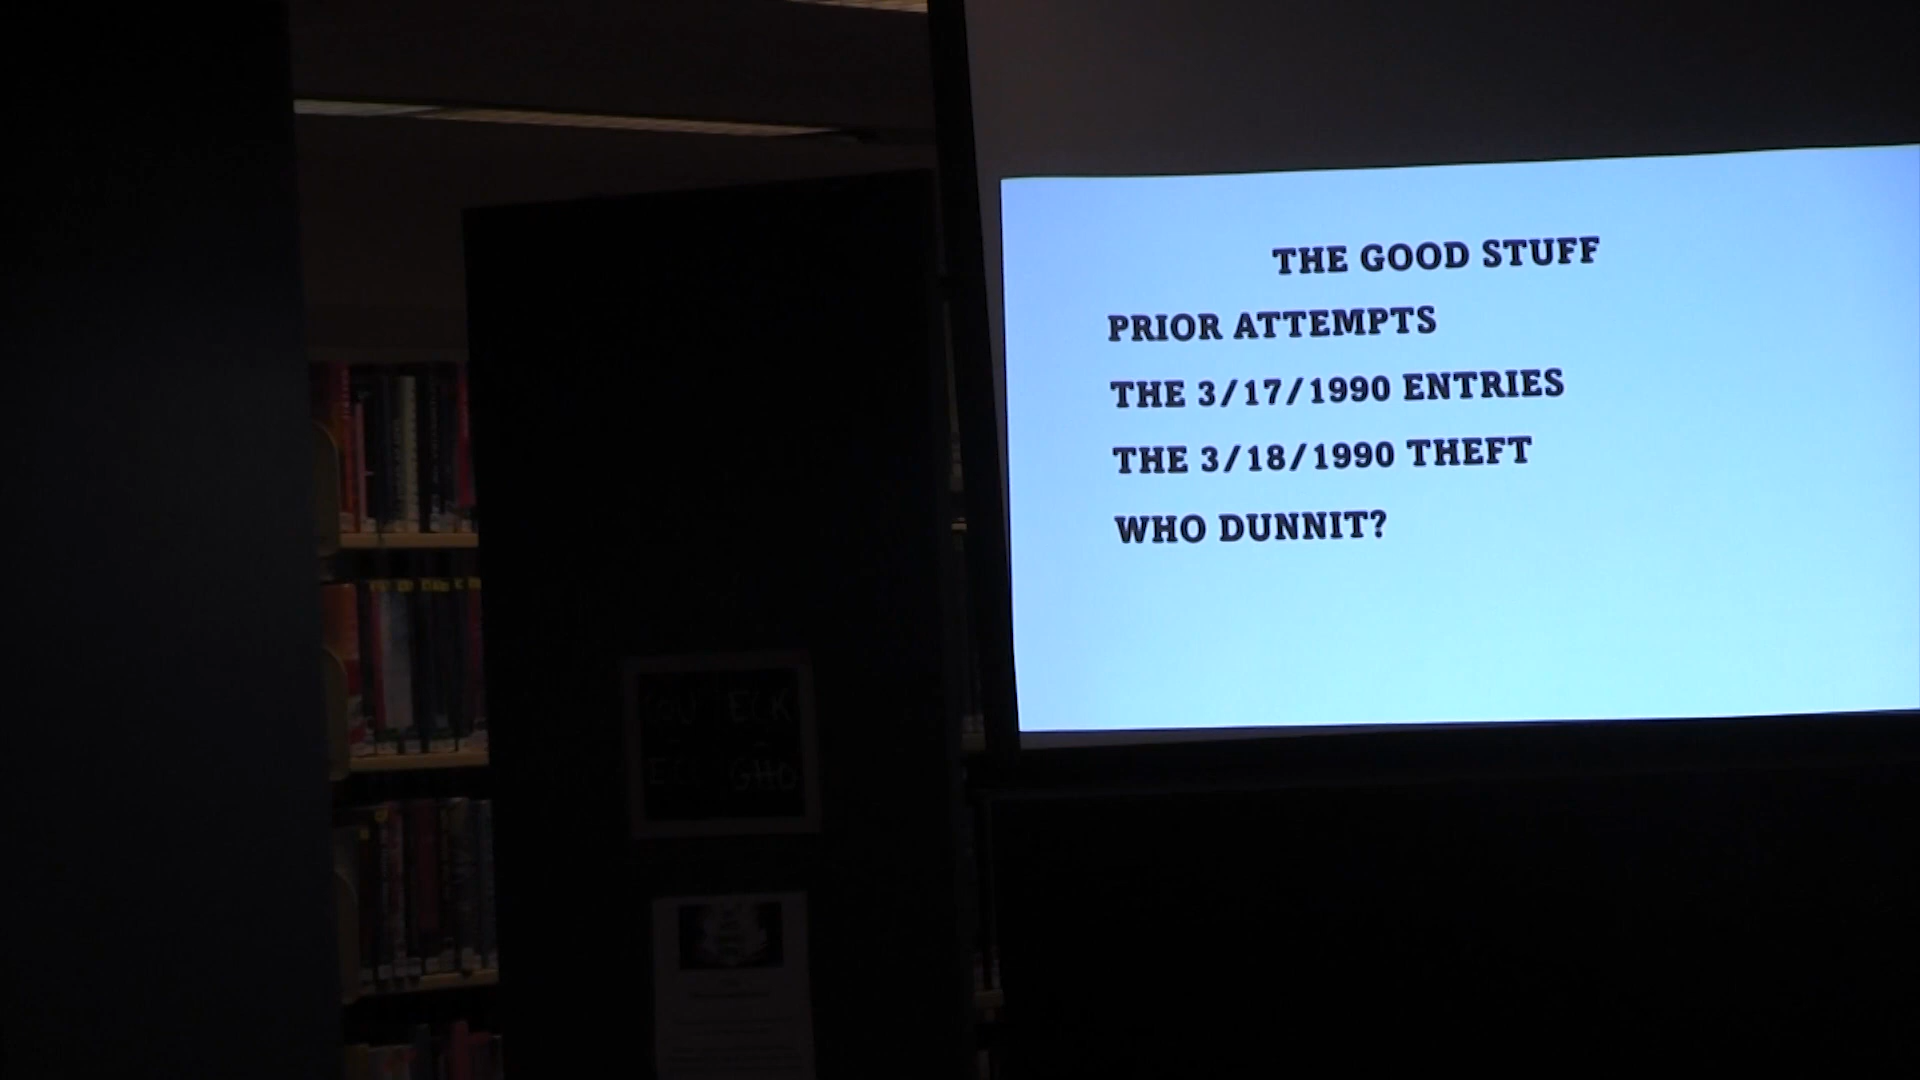 THE GOOD STUFF
PRIOR ATTEMPTS
THE 3/17/1990 ENTRIES
THE 3/18/1990 THEFT
WHO DUNNIT?